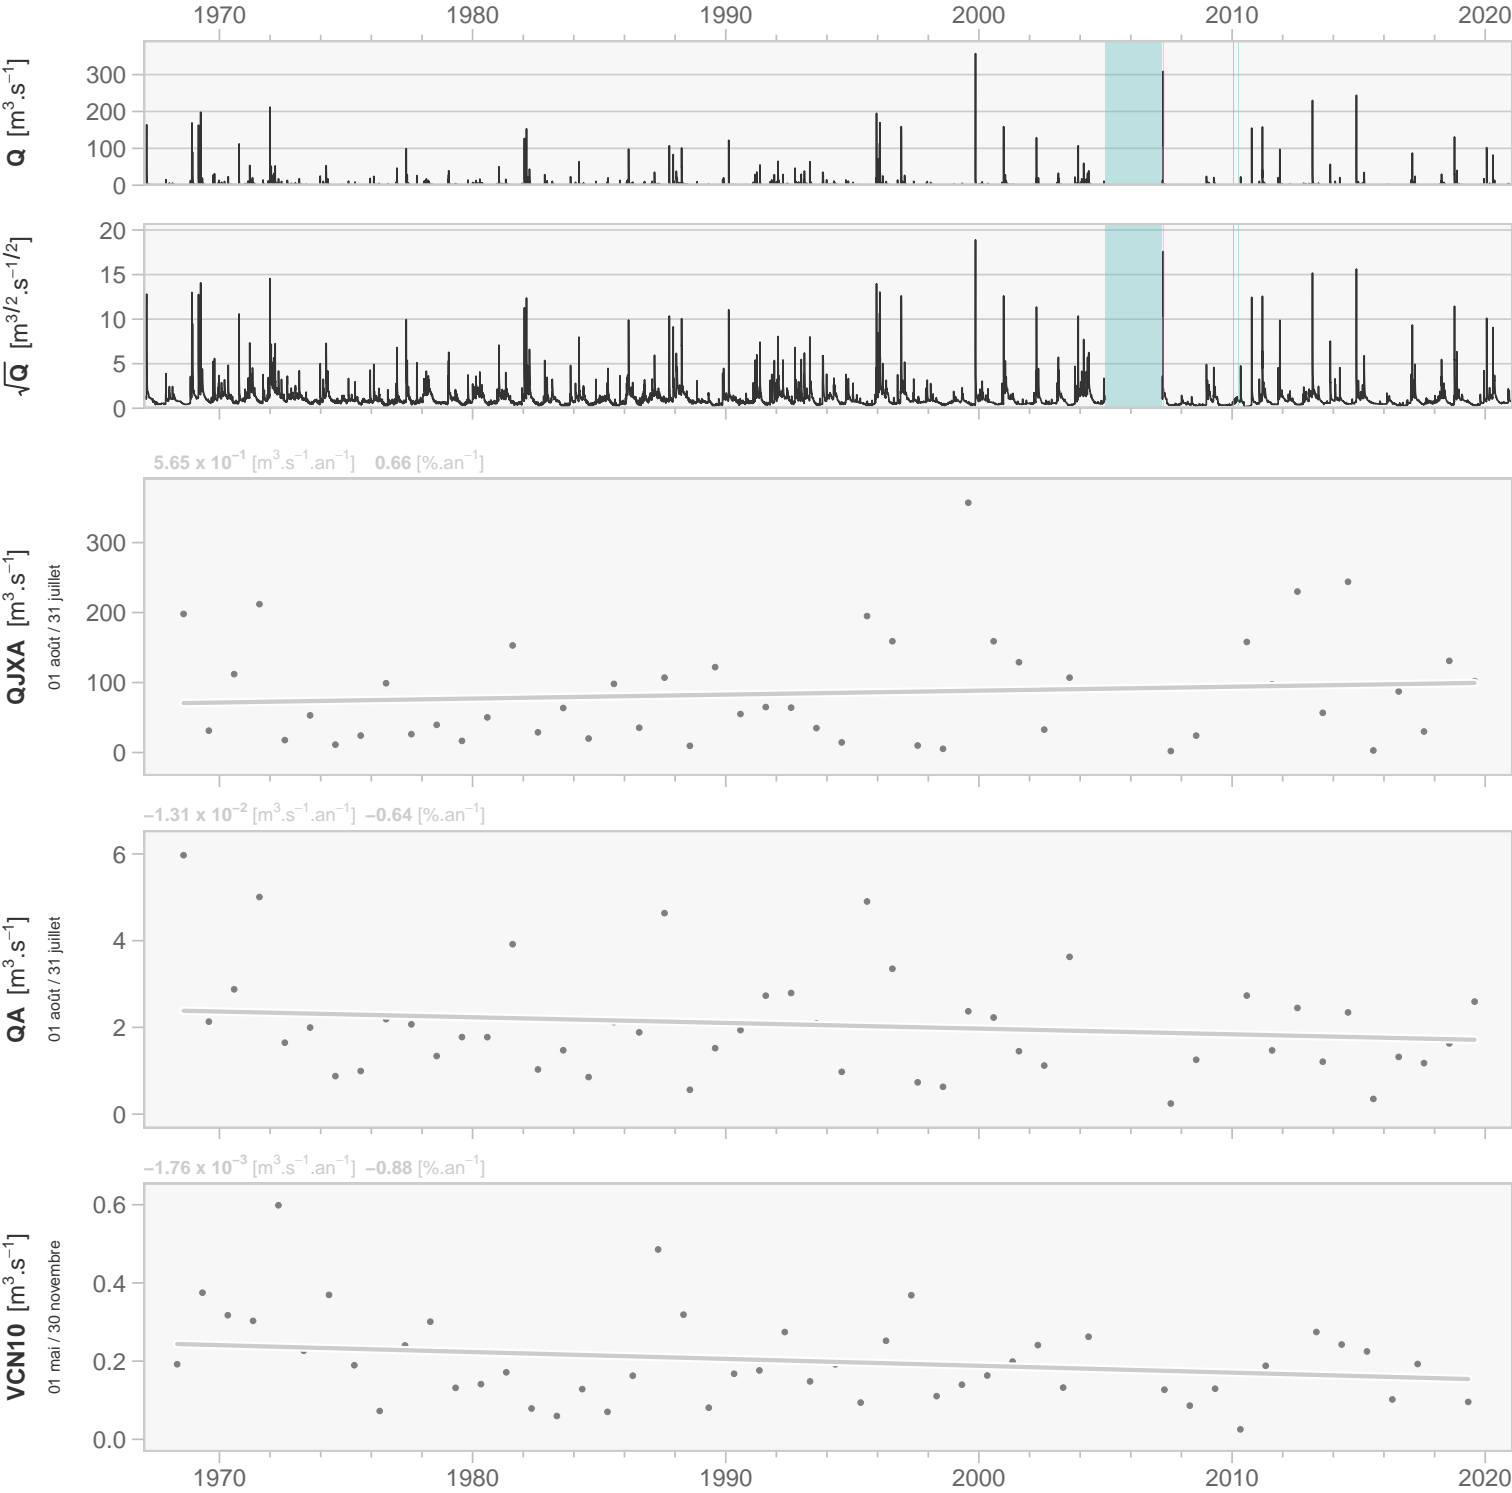 1970 1980 1990 2000 2010 2020
Q [m³.s⁻¹]
300
200
100
0
√Q [m³ᐟ².s⁻¹ᐟ²]
20
15
10
5
0
5.65 x 10⁻¹ [m³.s⁻¹.an⁻¹] 0.66 [%.an⁻¹]
QJXA [m³.s⁻¹]
01 août / 31 juillet
300
200
100
0
−1.31 x 10⁻² [m³.s⁻¹.an⁻¹] −0.64 [%.an⁻¹]
QA [m³.s⁻¹]
01 août / 31 juillet
6
4
2
0
−1.76 x 10⁻³ [m³.s⁻¹.an⁻¹] −0.88 [%.an⁻¹]
VCN10 [m³.s⁻¹]
01 mai / 30 novembre
0.6
0.4
0.2
0.0
1970 1980 1990 2000 2010 2020